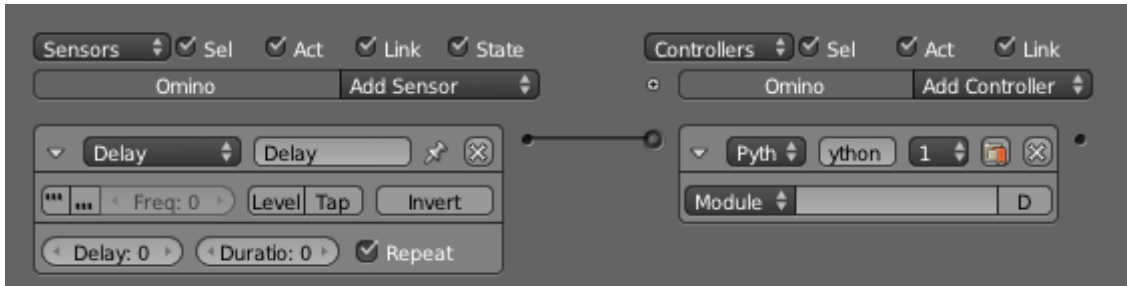 Sensors Sel Act Link State Controllers Sel Act Link
Omino Add Sensor Omino Add Controller
Delay Delay Pyth ython 1
Freq: 0 Level Tap Invert Module D
Delay: 0 Duratio: 0 Repeat